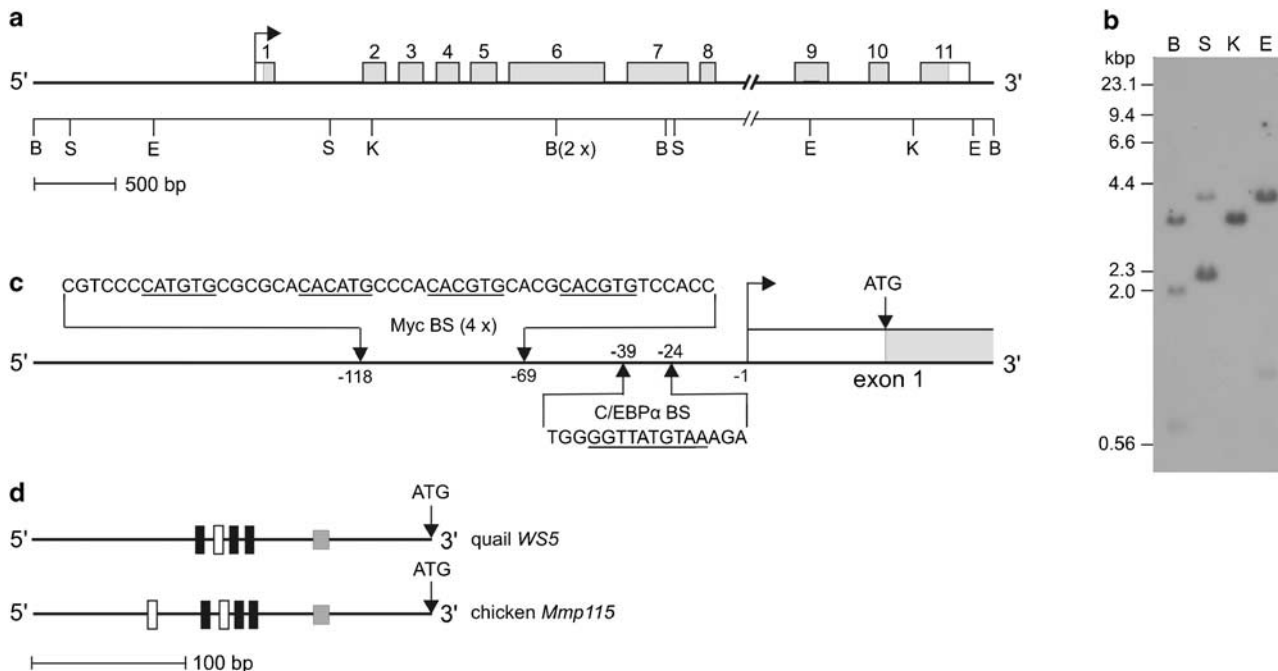 a
1 2 3 4 5 6 7 8 9 10 11
5' 3'
B S E S K B(2 x) B S E K E B
500 bp
b
B S K E
kbp
23.1
9.4
6.6
4.4
2.3
2.0
0.56
c
CGTCCCCATGTGCGCGCACACATGCCCACACGTGCACGCACGTGTCCACC
Myc BS (4 x)
ATG
5' 3'
-118 -69 -39 -24 -1
exon 1
C/EBPα BS
TGGGGTTATGTAAAGA
d
ATG
5' 3' quail WS5
ATG
5' 3' chicken Mmp115
100 bp